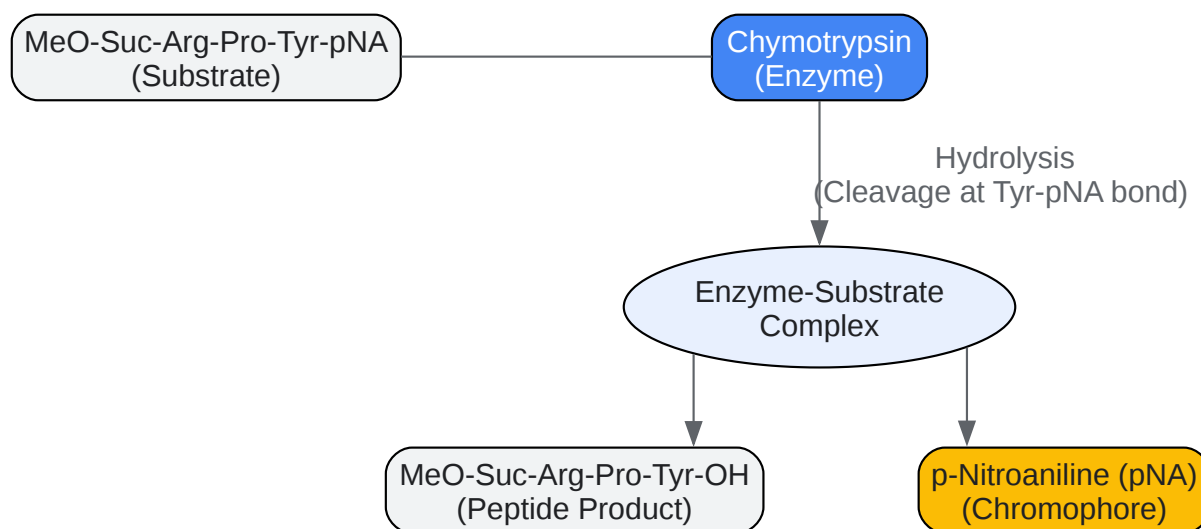 MeO-Suc-Arg-Pro-Tyr-pNA
(Substrate)
Chymotrypsin
(Enzyme)
Hydrolysis
(Cleavage at Tyr-pNA bond)
Enzyme-Substrate
Complex
MeO-Suc-Arg-Pro-Tyr-OH
(Peptide Product)
p-Nitroaniline (pNA)
(Chromophore)